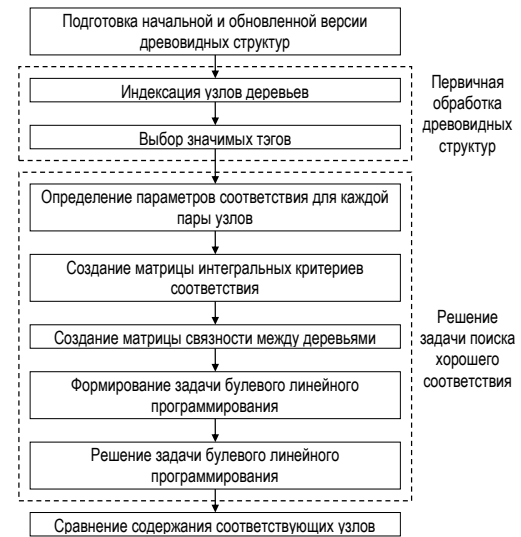 Подготовка начальной и обновленной версии
древовидных структур
Индексация узлов деревьев
Выбор значимых тэгов
Первичная
обработка
древовидных
структур
Определение параметров соответствия для каждой
пары узлов
Создание матрицы интегральных критериев
соответствия
Создание матрицы связности между деревьями
Формирование задачи булевого линейного
программирования
Решение задачи булевого линейного
программирования
Решение
задачи поиска
хорошего
соответствия
Сравнение содержания соответствующих узлов